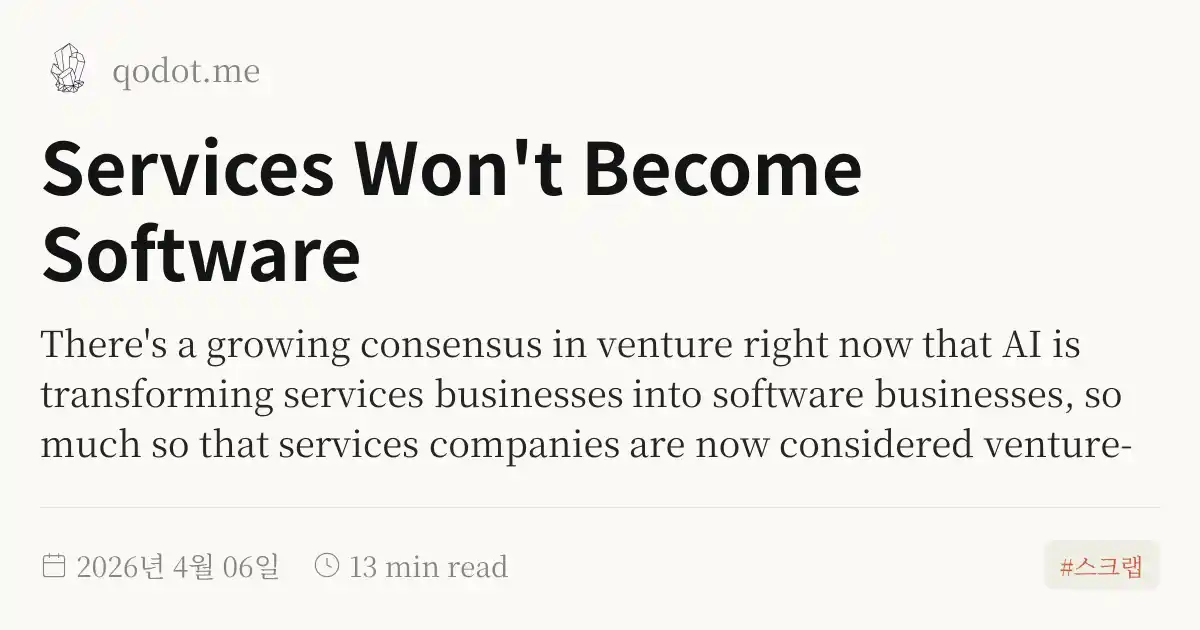 qodot.me
Services Won't Become
Software
There's a growing consensus in venture right now that AI is
transforming services businesses into software businesses, so
much so that services companies are now considered venture-
2026년 4월 06일
13 min read
#스크랩